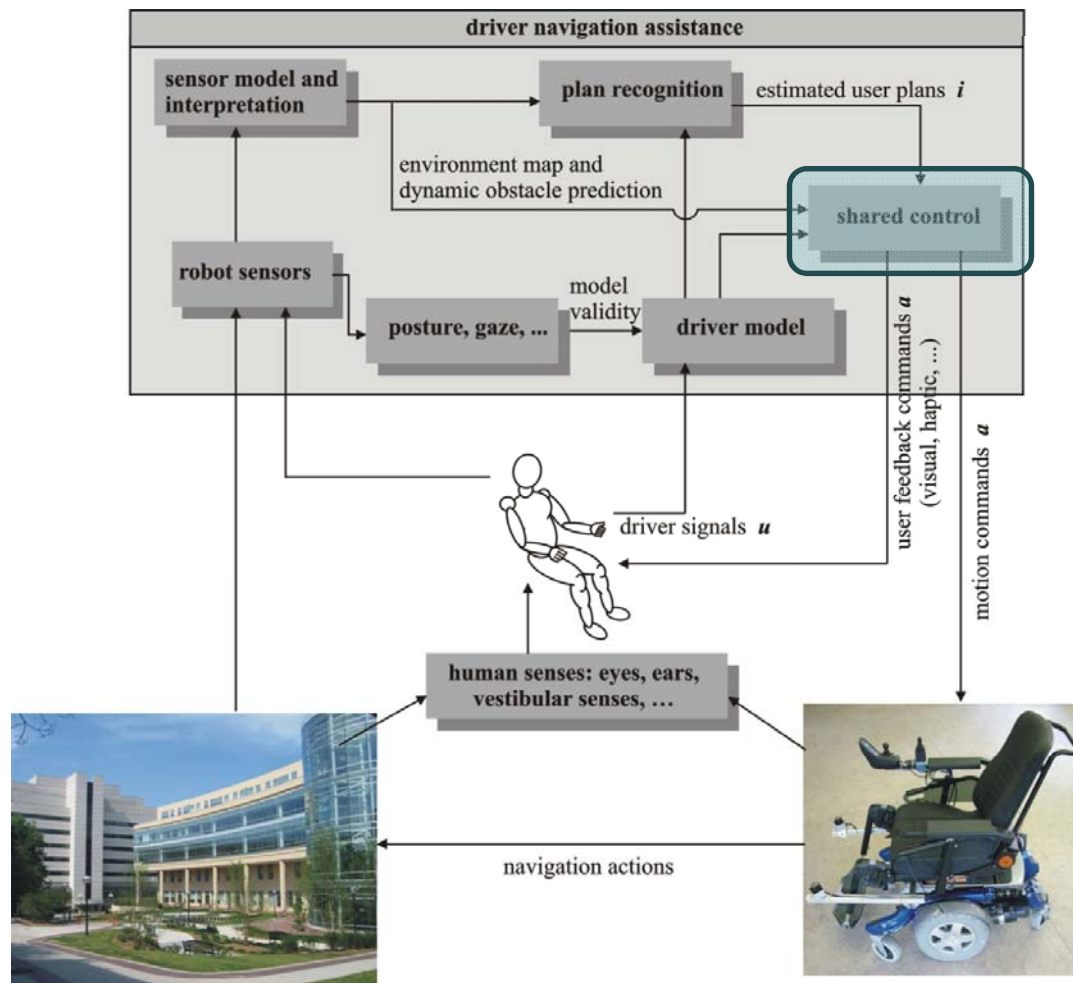 driver navigation assistance
sensor model and
interpretation
plan recognition
estimated user plans i
environment map and
dynamic obstacle prediction
shared control
robot sensors
posture, gaze, ...
model
validity
driver model
user feedback commands a
(visual, haptic, ...)
motion commands a
driver signals u
human senses: eyes, ears,
vestibular senses, ...
navigation actions